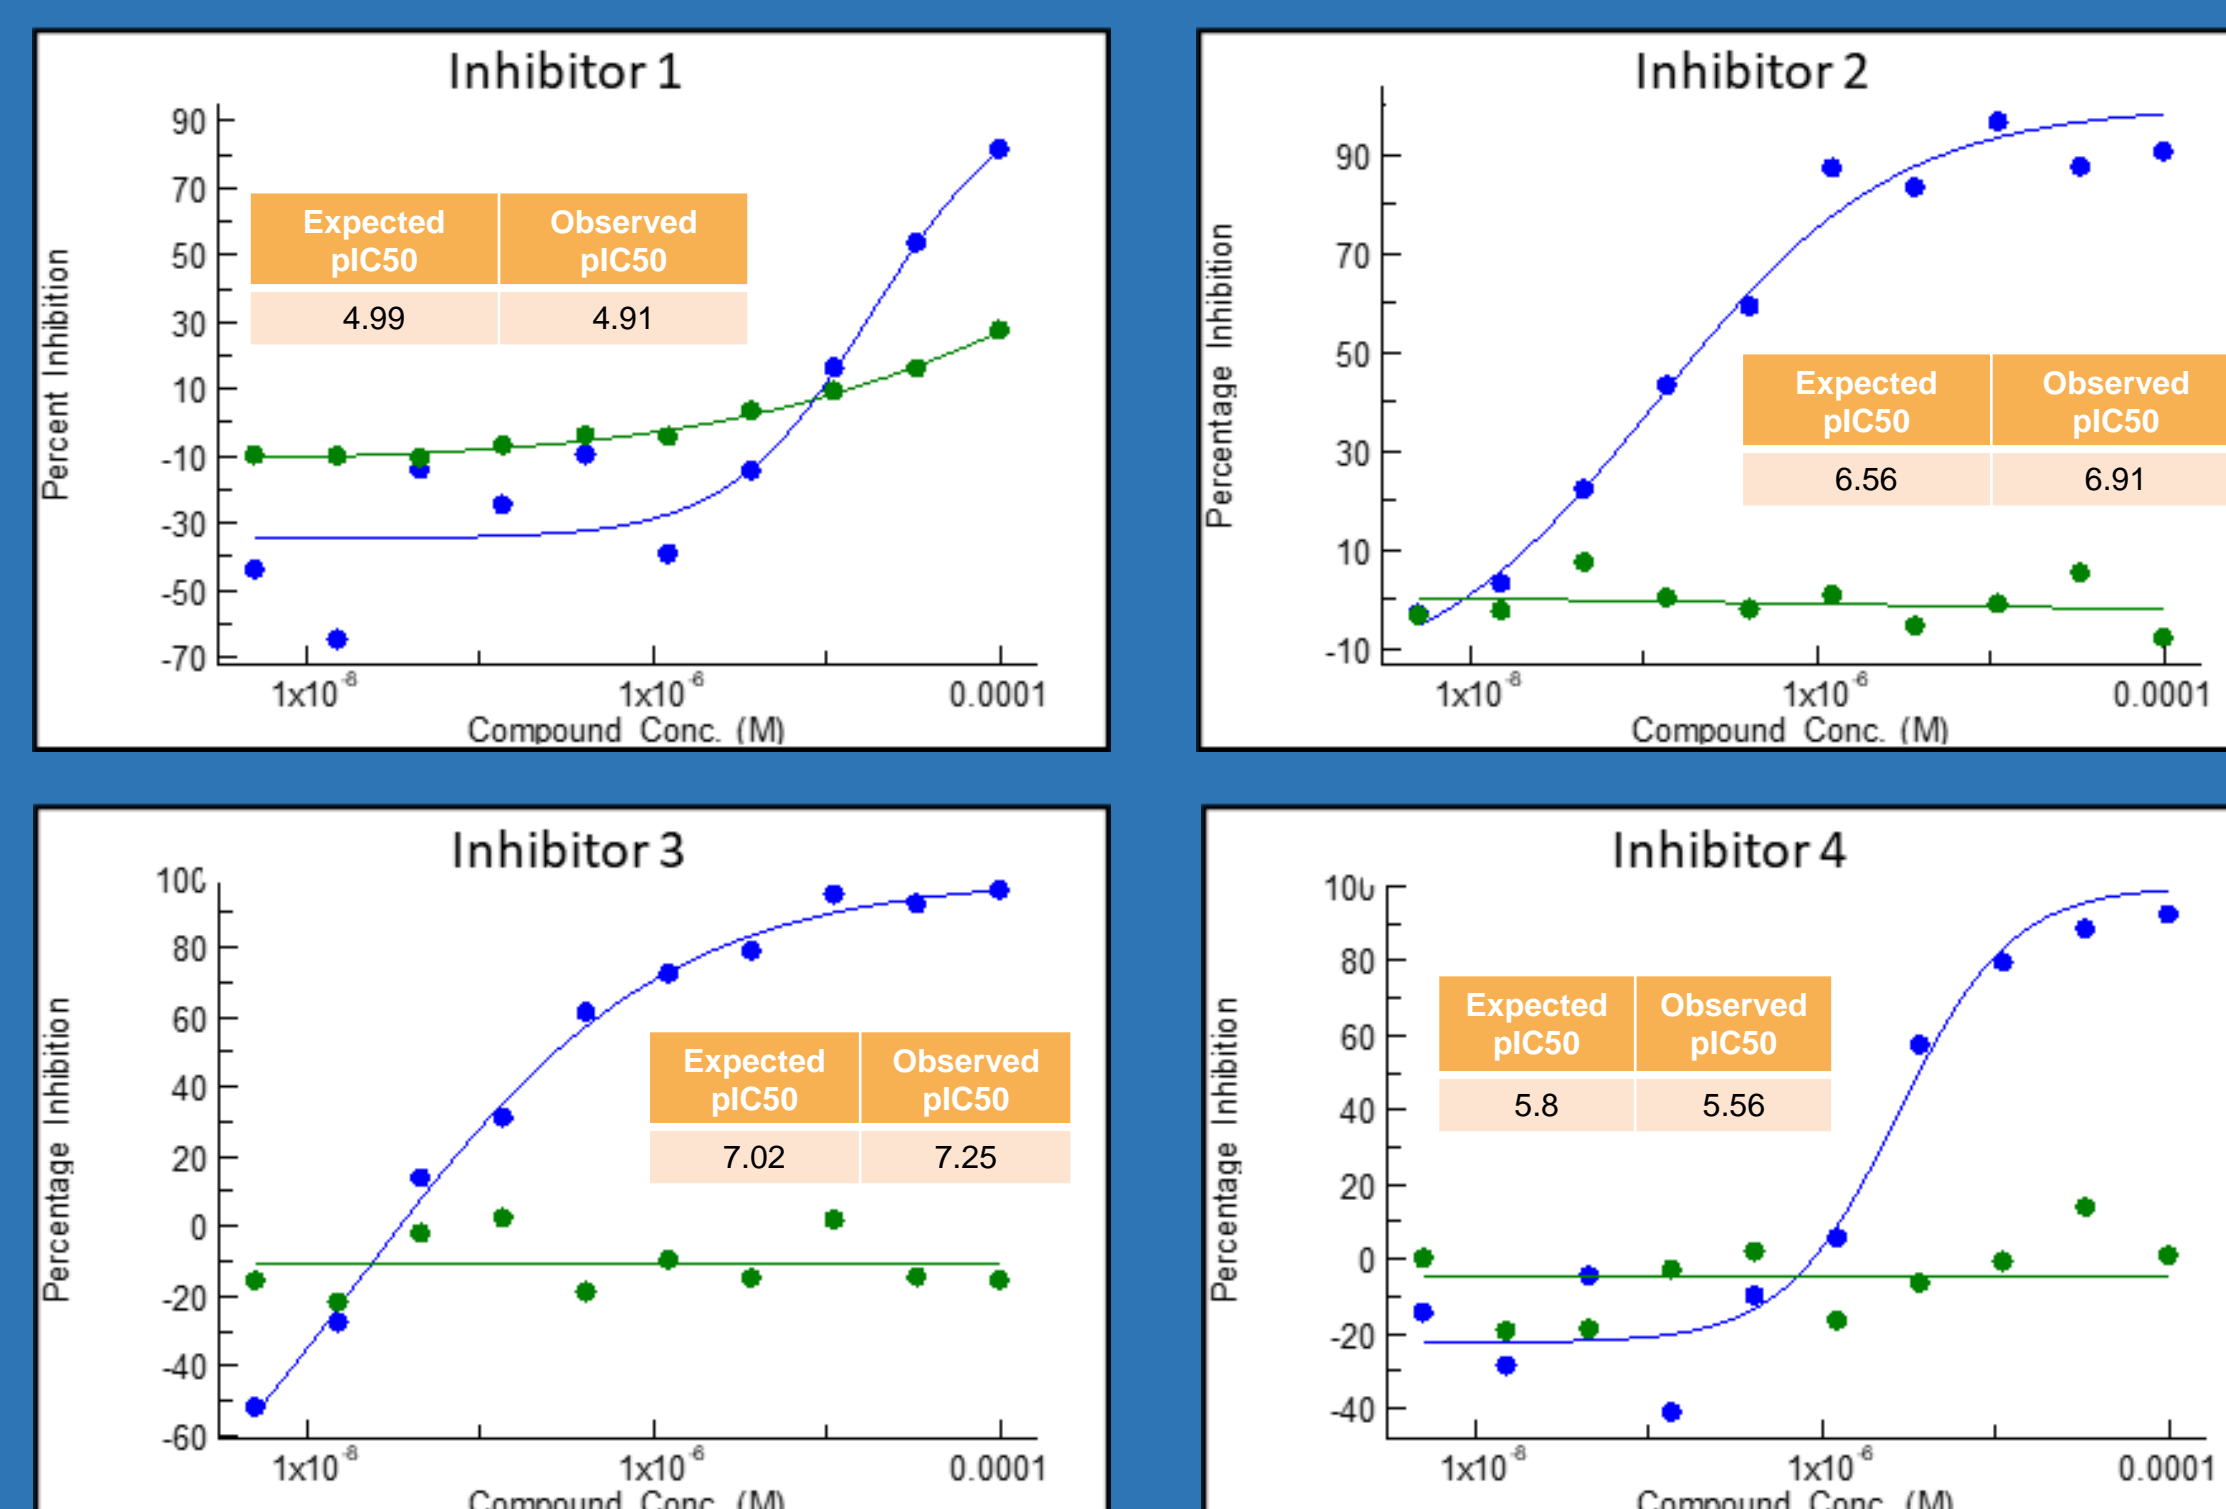 Inhibitor 1
90
70
50
30
10
-10
-30
-50
-70
Percent Inhibition
Expected pIC50
Observed pIC50
4.99
4.91
1x10⁻⁸
1x10⁻⁶
0.0001
Compound Conc. (M)
Inhibitor 2
90
70
50
30
10
-10
Percentage Inhibition
Expected pIC50
Observed pIC50
6.56
6.91
1x10⁻⁸
1x10⁻⁶
0.0001
Compound Conc. (M)
Inhibitor 3
100
80
60
40
20
0
-20
-40
-60
Percentage Inhibition
Expected pIC50
Observed pIC50
7.02
7.25
1x10⁻⁸
1x10⁻⁶
0.0001
Compound Conc. (M)
Inhibitor 4
100
80
60
40
20
0
-20
-40
Percentage Inhibition
Expected pIC50
Observed pIC50
5.8
5.56
1x10⁻⁸
1x10⁻⁶
0.0001
Compound Conc. (M)